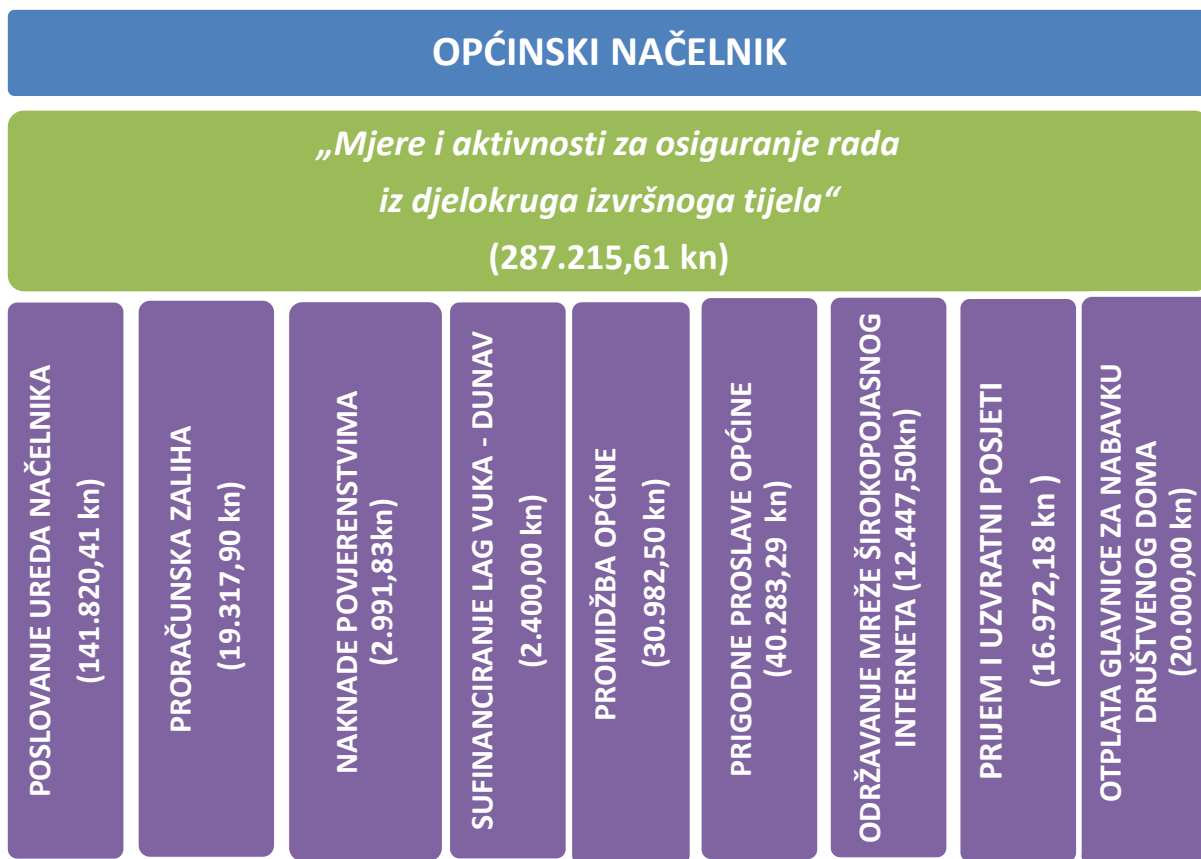 OPĆINSKI NAČELNIK
„Mjere i aktivnosti za osiguranje rada
iz djelokruga izvršnoga tijela“
(287.215,61 kn)
POSLOVANJE UREDA NAČELNIKA
(141.820,41 kn)
PRORAČUNSKA ZALIHA
(19.317,90 kn)
NAKNADE POVJERENSTVIMA
(2.991,83kn)
SUFINANCIRANJE LAG VUKA - DUNAV
(2.400,00 kn)
PROMIDŽBA OPĆINE
(30.982,50 kn)
PRIGODNE PROSLAVE OPĆINE
(40.283,29 kn)
ODRŽAVANJE MREŽE ŠIROKOPOJASNOG
INTERNETA (12.447,50kn)
PRIJEM I UZVRATNI POSJETI
(16.972,18 kn )
OTPLATA GLAVNICE ZA NABAVKU
DRUŠTVENOG DOMA
(20.000,00 kn)